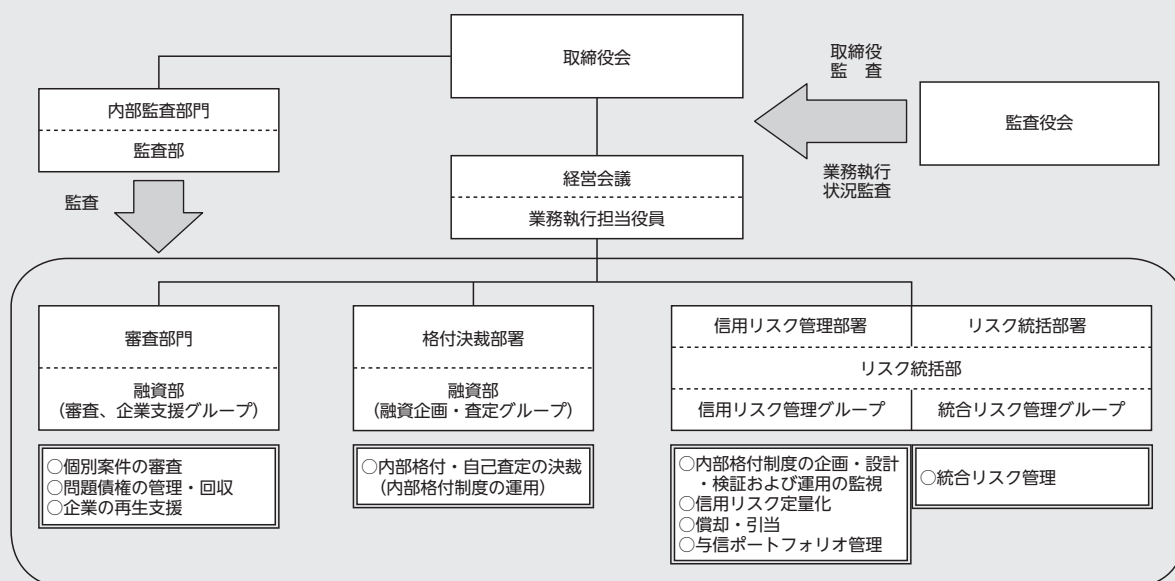 取締役会
取締役
監　査
内部監査部門
監査部
監査役会
監査
経営会議
業務執行担当役員
業務執行
状況監査
審査部門
融資部
(審査、企業支援グループ)
格付決裁部署
融資部
(融資企画・査定グループ)
信用リスク管理部署
リスク統括部署
リスク統括部
信用リスク管理グループ
統合リスク管理グループ
○個別案件の審査
○問題債権の管理・回収
○企業の再生支援
○内部格付・自己査定の決裁
(内部格付制度の運用)
○内部格付制度の企画・設計
・検証および運用の監視
○信用リスク定量化
○償却・引当
○与信ポートフォリオ管理
○統合リスク管理